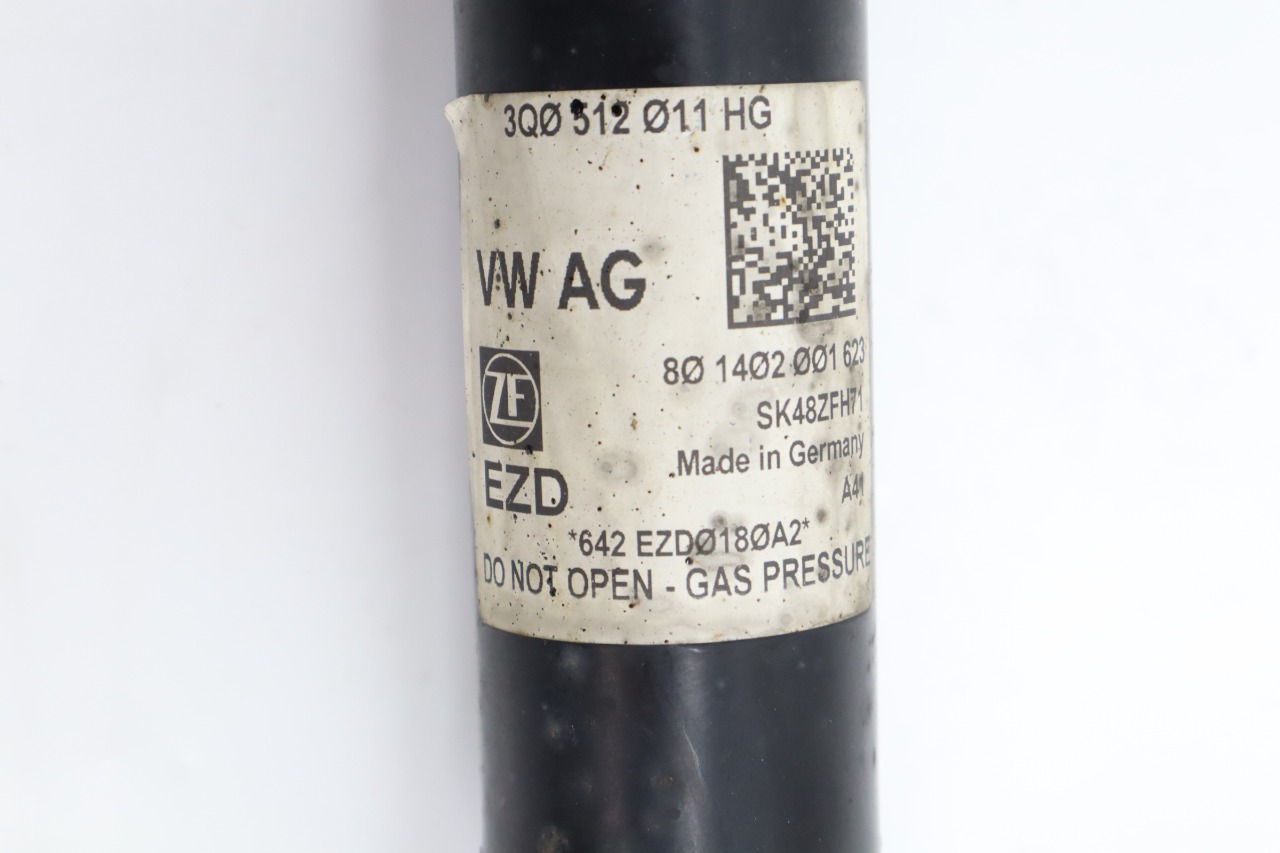 3QØ 512 Ø11 HG
VW AG
8Ø 14Ø2 ØØ1 623
ZF
SK48ZFH71
Made in Germany
EZD
A41
*642 EZDØ18ØA2*
DO NOT OPEN - GAS PRESSURE